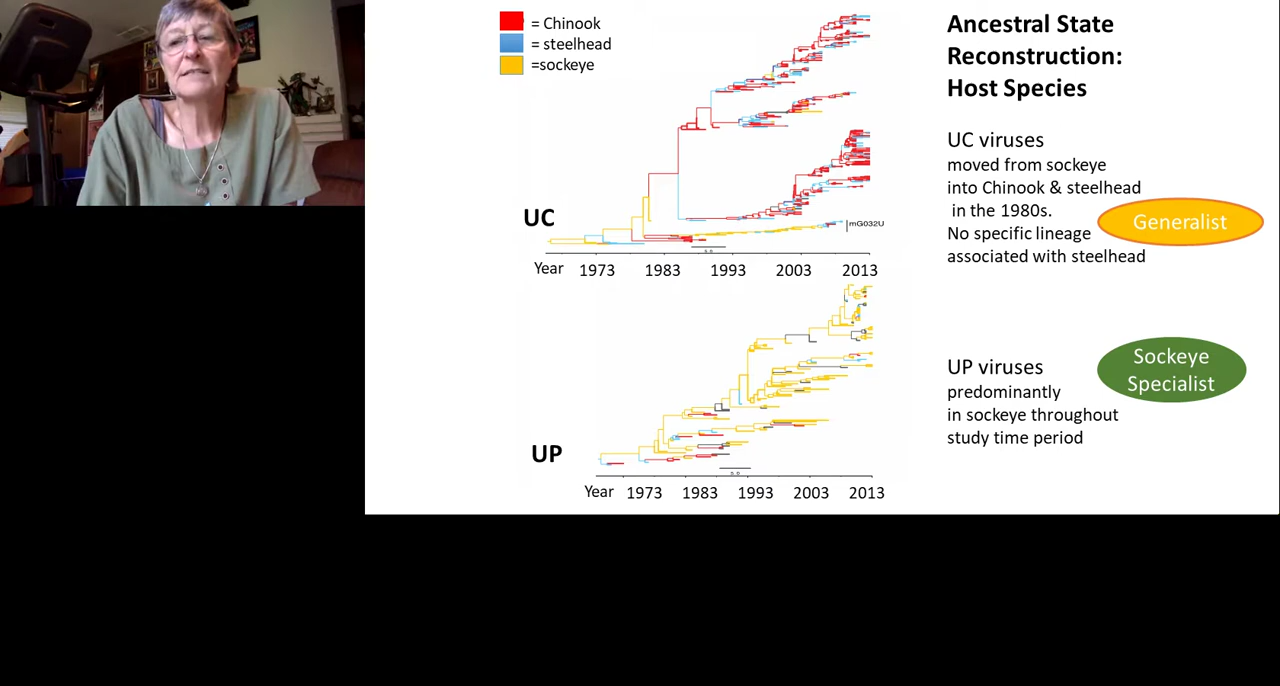 = Chinook
= steelhead
=sockeye
UC
mG032U
Year 1973 1983 1993 2003 2013
UP
Year 1973 1983 1993 2003 2013
Ancestral State
Reconstruction:
Host Species
UC viruses
moved from sockeye
into Chinook & steelhead
in the 1980s.
No specific lineage
associated with steelhead
Generalist
UP viruses
predominantly
in sockeye throughout
study time period
Sockeye
Specialist